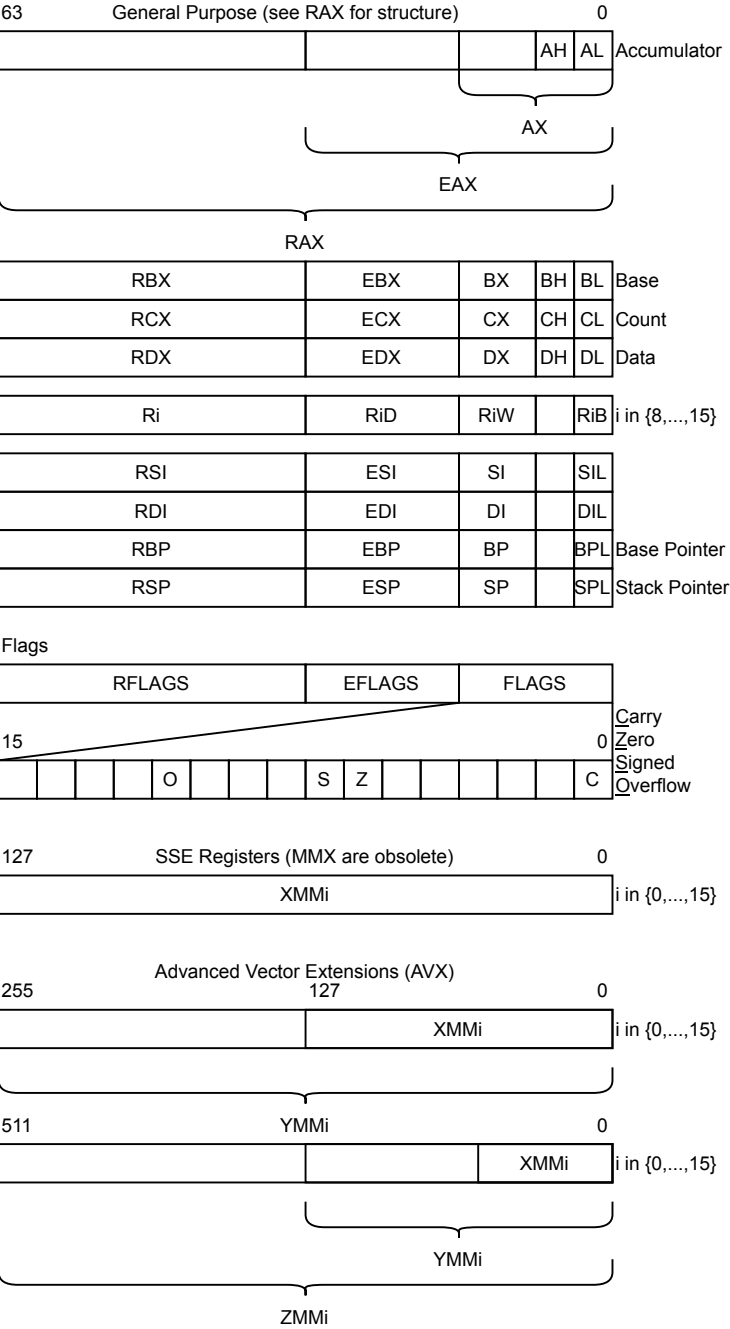 63 General Purpose (see RAX for structure) 0
AH AL Accumulator
AX
EAX
RAX
RBX EBX BX BH BL Base
RCX ECX CX CH CL Count
RDX EDX DX DH DL Data
Ri RiD RiW RiB i in {8,...,15}
RSI ESI SI SIL
RDI EDI DI DIL
RBP EBP BP BPL Base Pointer
RSP ESP SP SPL Stack Pointer
Flags
RFLAGS EFLAGS FLAGS
Carry
15 0 Zero
Signed
O S Z C Overflow
127 SSE Registers (MMX are obsolete) 0
XMMi i in {0,...,15}
Advanced Vector Extensions (AVX)
255 127 0
XMMi i in {0,...,15}
YMMi
511 0
XMMi i in {0,...,15}
YMMi
ZMMi